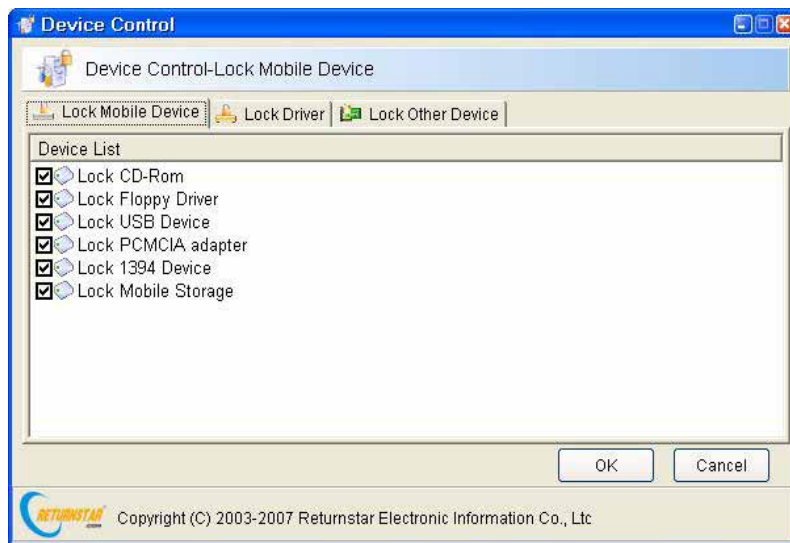 Device Control
Device Control-Lock Mobile Device
Lock Mobile Device Lock Driver Lock Other Device
Device List
Lock CD-Rom
Lock Floppy Driver
Lock USB Device
Lock PCMCIA adapter
Lock 1394 Device
Lock Mobile Storage
OK Cancel
RETURNSTAR
.COM
Copyright (C) 2003-2007 Returnstar Electronic Information Co., Ltc